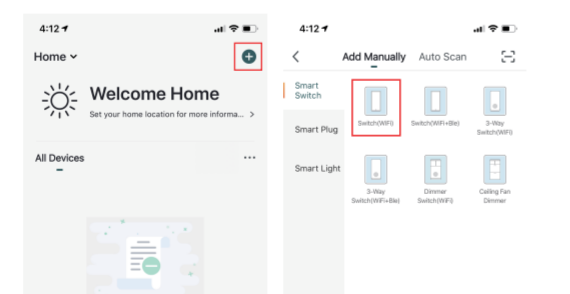 4:12
Home
Welcome Home
Set your home location for more informa... >
All Devices
4:12
Add Manually Auto Scan
Smart
Switch
Smart Plug
Smart Light
Switch(WiFi)
Switch(WiFi+Ble)
3-Way
Switch(WIFI)
3-Way
Switch(WiFi+Ble)
Dimmer
Switch(WiFi)
Ceiling Fan
Dimmer